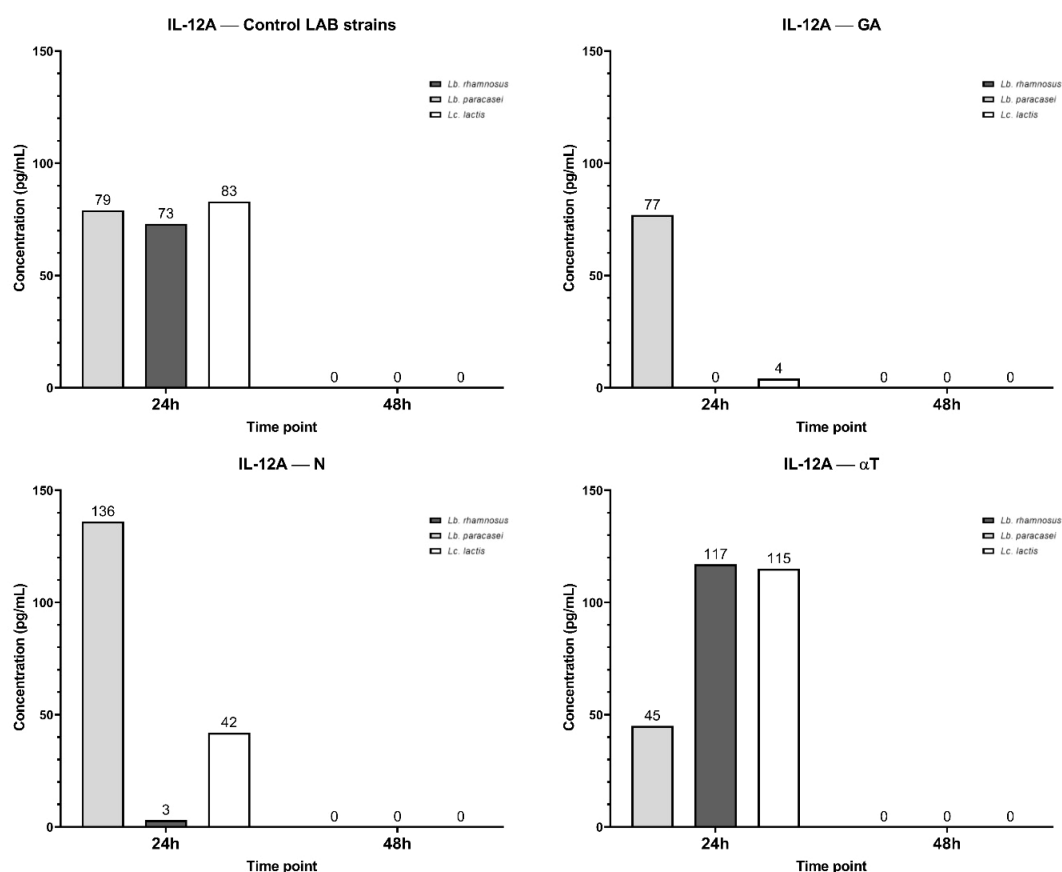 IL-12A — Control LAB strains
150
100
50
0
Concentration (pg/mL)
79
73
83
0
0
0
24h
48h
Time point
Lb. rhamnosus
Lb. paracasei
Lc. lactis
IL-12A — GA
150
100
50
0
Concentration (pg/mL)
77
0
4
0
0
0
24h
48h
Time point
Lb. rhamnosus
Lb. paracasei
Lc. lactis
IL-12A — N
150
100
50
0
Concentration (pg/mL)
136
3
42
0
0
0
24h
48h
Time point
Lb. rhamnosus
Lb. paracasei
Lc. lactis
IL-12A — αT
150
100
50
0
Concentration (pg/mL)
45
117
115
0
0
0
24h
48h
Time point
Lb. rhamnosus
Lb. paracasei
Lc. lactis